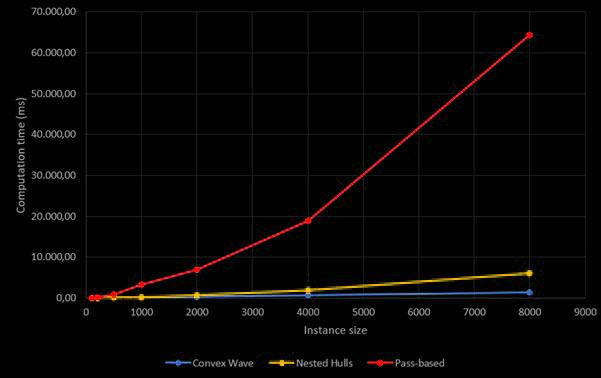 70.000,00
60.000,00
50.000,00
40.000,00
30.000,00
20.000,00
10.000,00
0,00
Computation time (ms)
0 1000 2000 3000 4000 5000 6000 7000 8000 9000
Instance size
Convex Wave Nested Hulls Pass-based